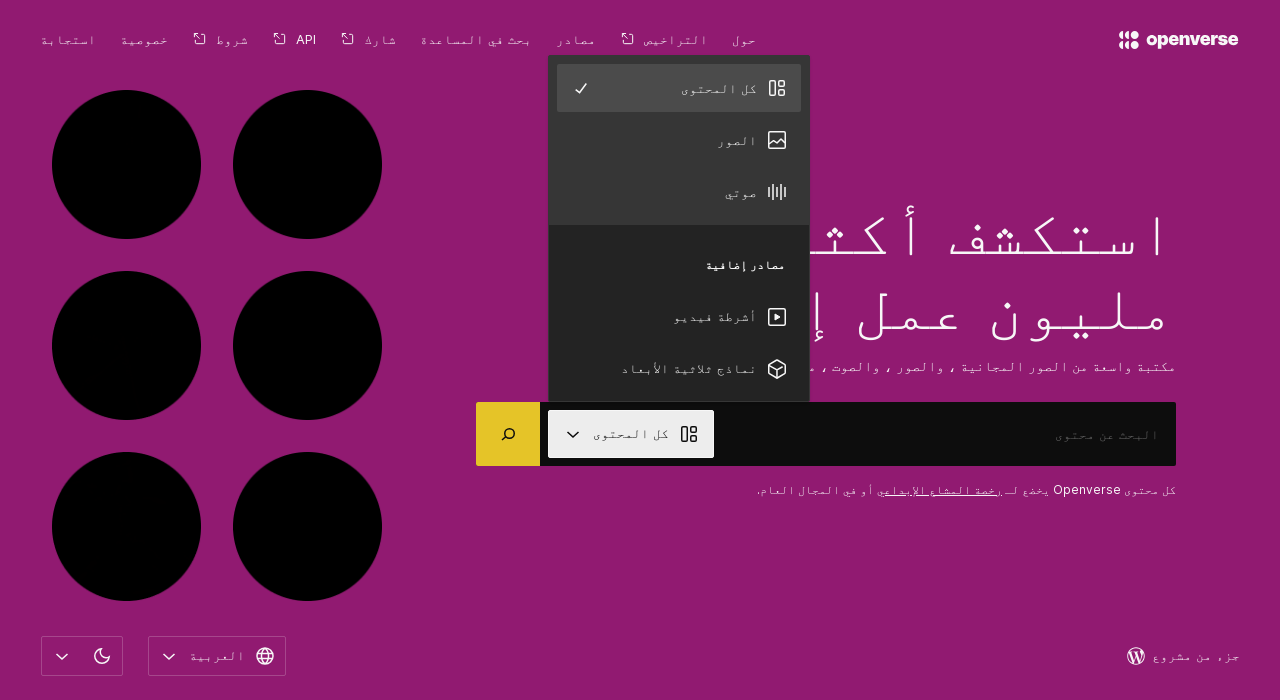 openverse
حول
التراخيص
مصادر
بحث في المساعدة
شارك
API
شروط
خصوصية
استجابة
كل المحتوى
الصور
صوتي
مصادر إضافية
أشرطة فيديو
نماذج ثلاثية الأبعاد
استكشف
مليون عمل
مكتبة واسعة من الصور المجانية ، والصور ، والصوت ،
البحث عن محتوى
كل المحتوى
كل محتوى Openverse يخضع لـ رخصة المشاع الإبداعي أو في المجال العام.
جزء من مشروع
العربية